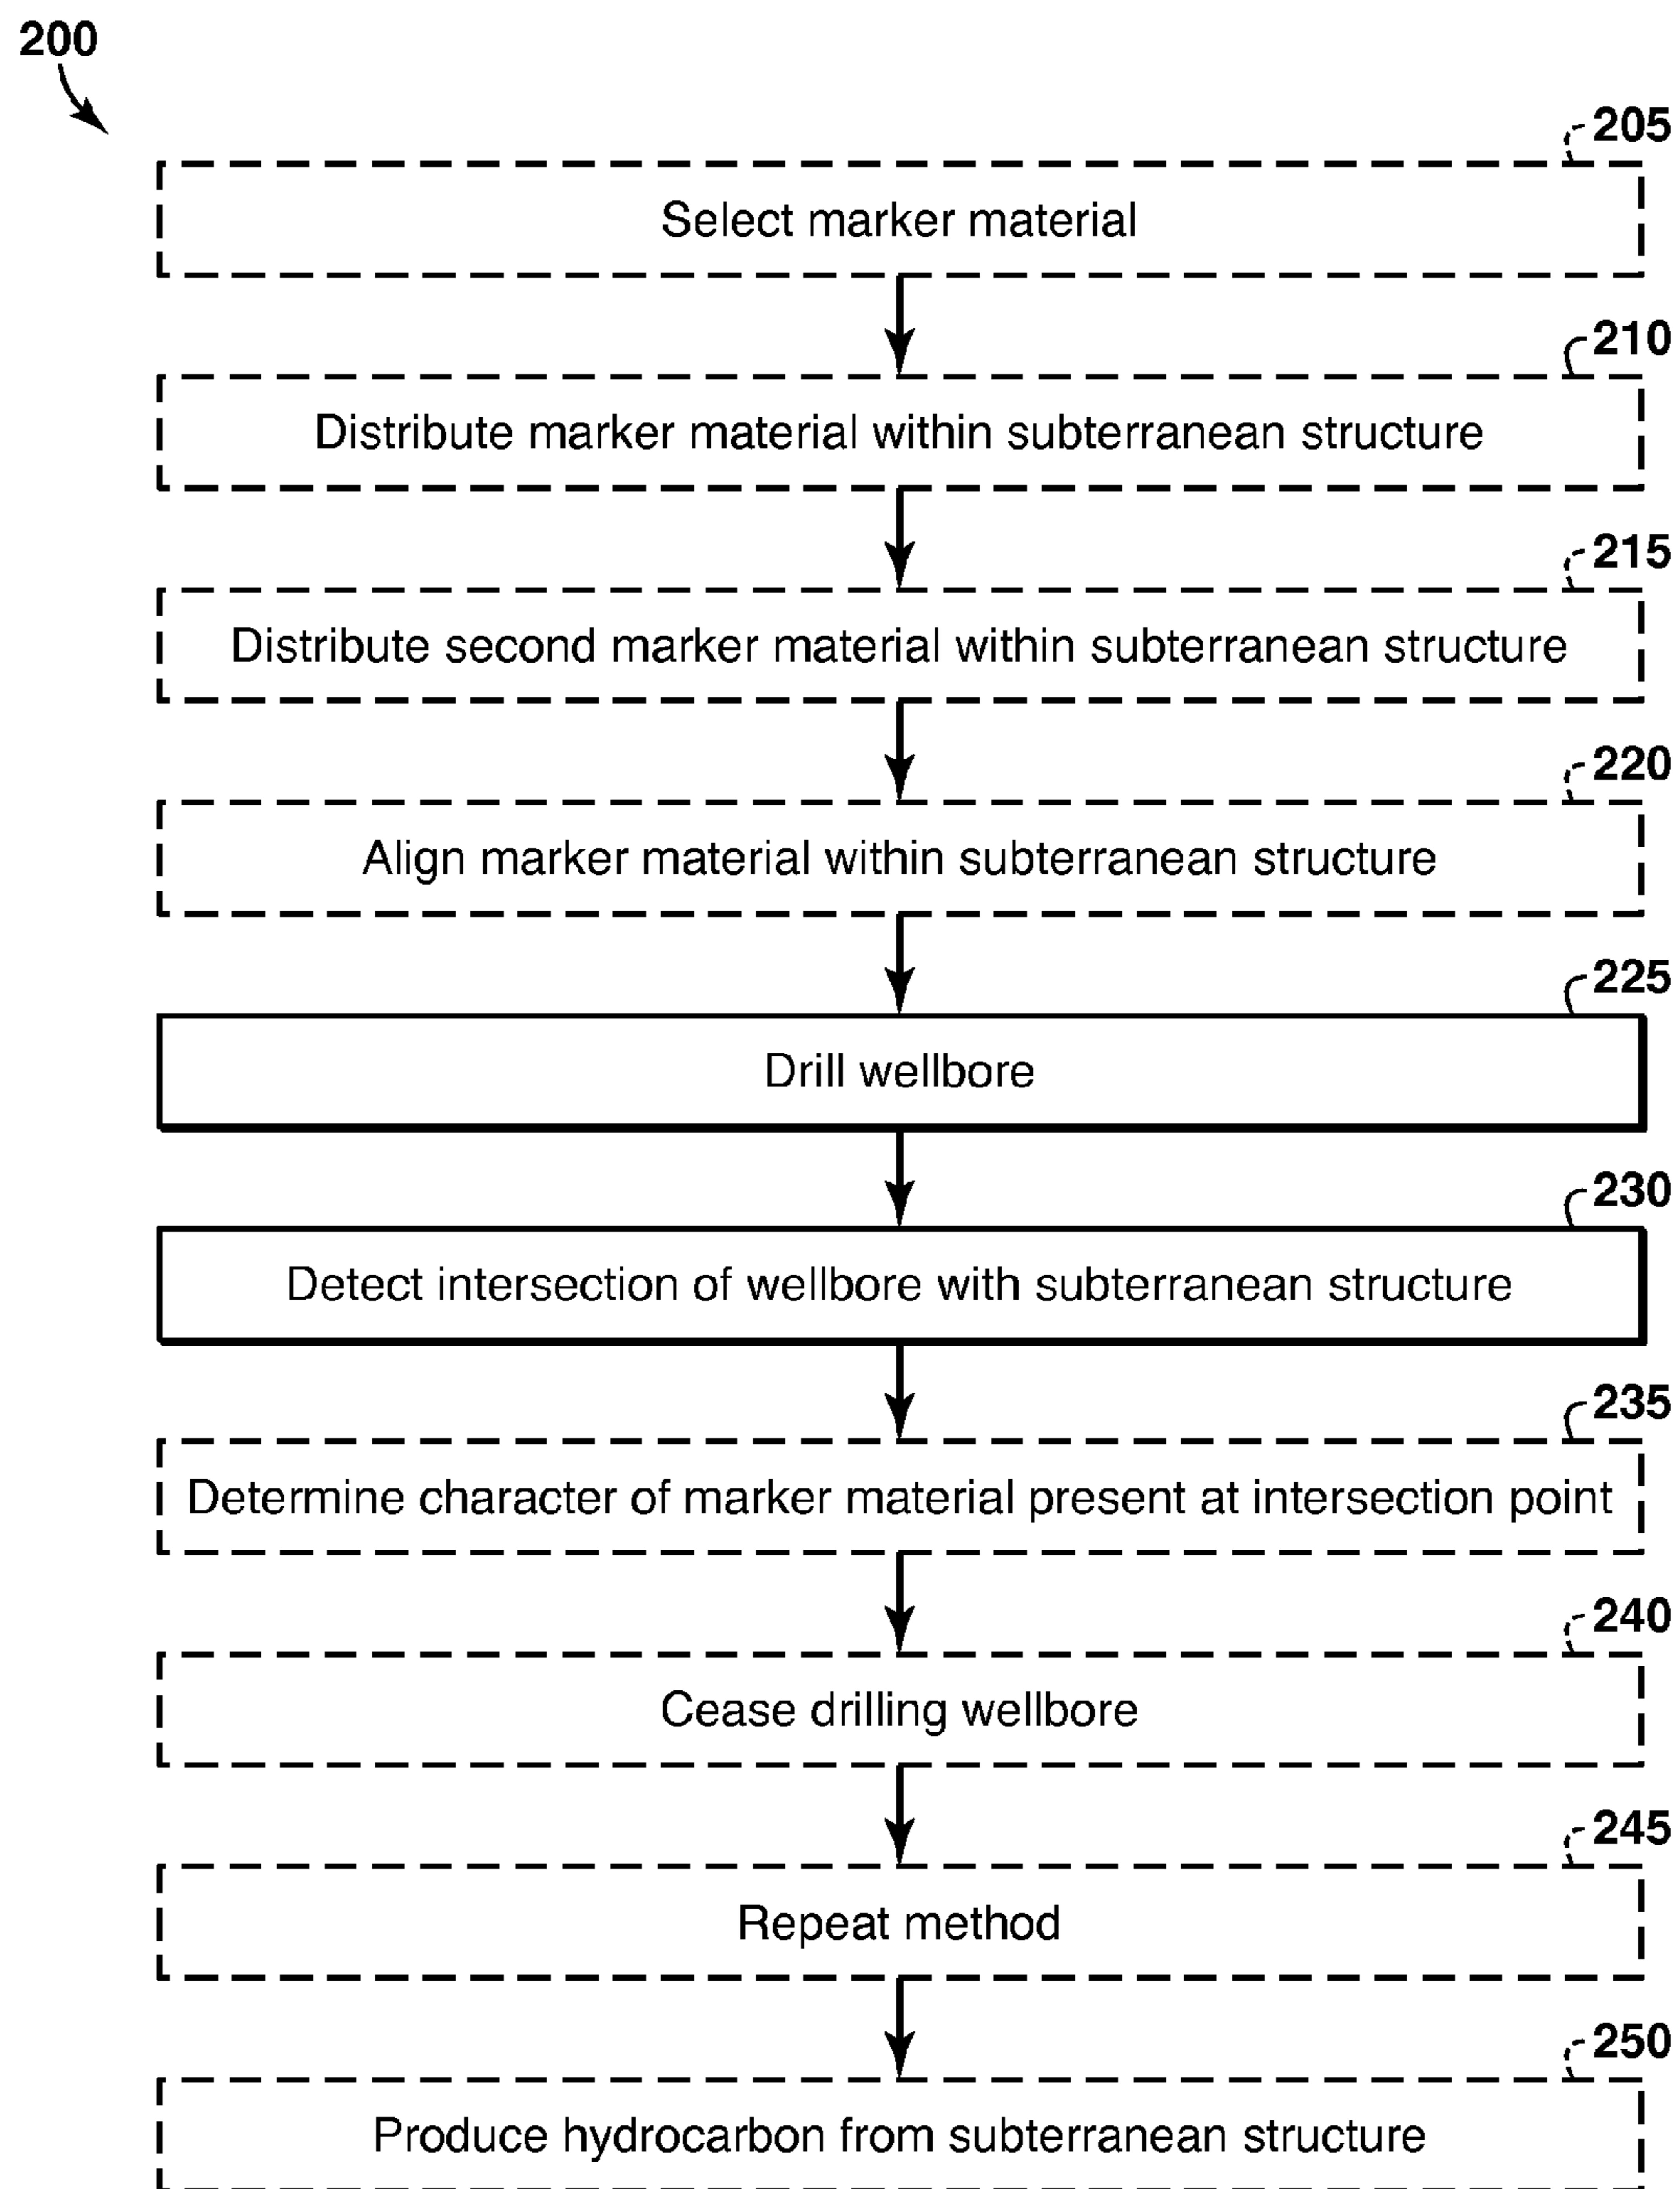 200
205
Select marker material
210
Distribute marker material within subterranean structure
215
Distribute second marker material within subterranean structure
220
Align marker material within subterranean structure
225
Drill wellbore
230
Detect intersection of wellbore with subterranean structure
235
Determine character of marker material present at intersection point
240
Cease drilling wellbore
245
Repeat method
250
Produce hydrocarbon from subterranean structure